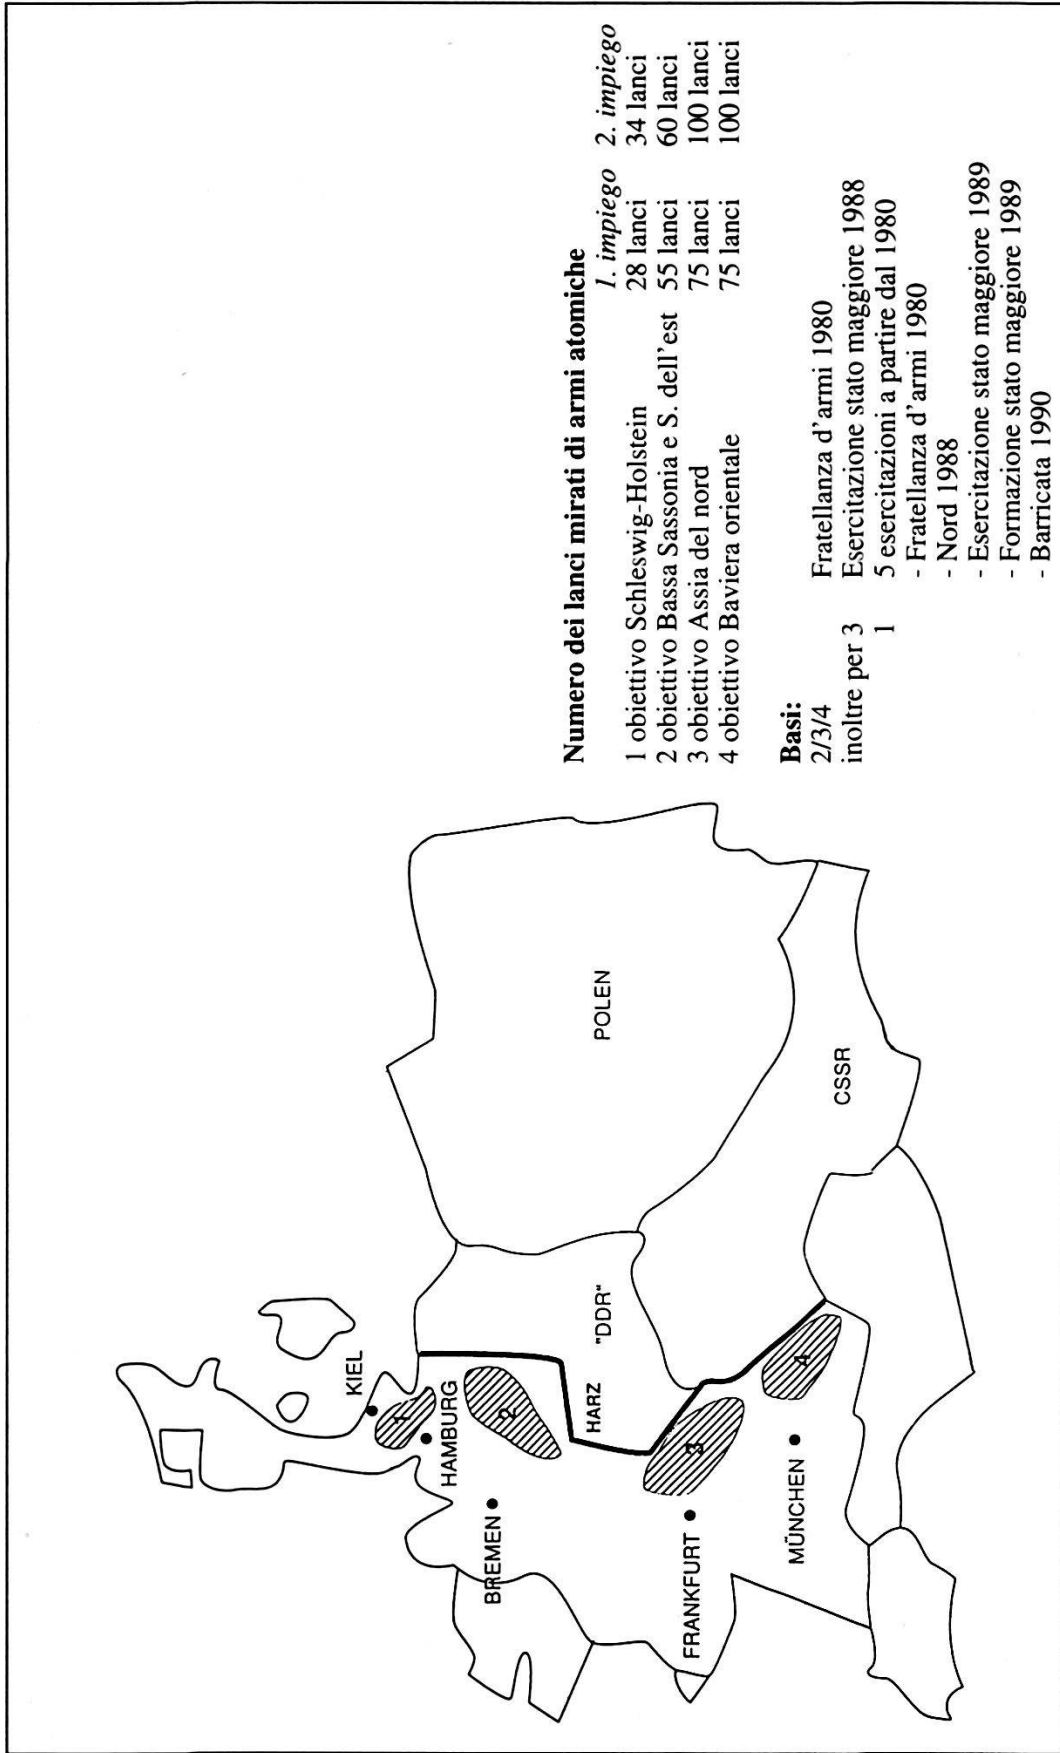 KIEL
1
HAMBURG
BREMEN
2
HARZ
"DDR"
POLEN
FRANKFURT
3
MÜNCHEN
4
CSSR
Numero dei lanci mirati di armi atomiche
1. impiego 2. impiego
1 obiettivo Schleswig-Holstein 28 lanci 34 lanci
2 obiettivo Bassa Sassonia e S. dell'est 55 lanci 60 lanci
3 obiettivo Assia del nord 75 lanci 100 lanci
4 obiettivo Baviera orientale 75 lanci 100 lanci
Basi:
2/3/4 Fratellanza d'armi 1980
inoltre per 3 Esercitazione stato maggiore 1988
1 5 esercitazioni a partire dal 1980
- Fratellanza d'armi 1980
- Nord 1988
- Esercitazione stato maggiore 1989
- Formazione stato maggiore 1989
- Barricata 1990